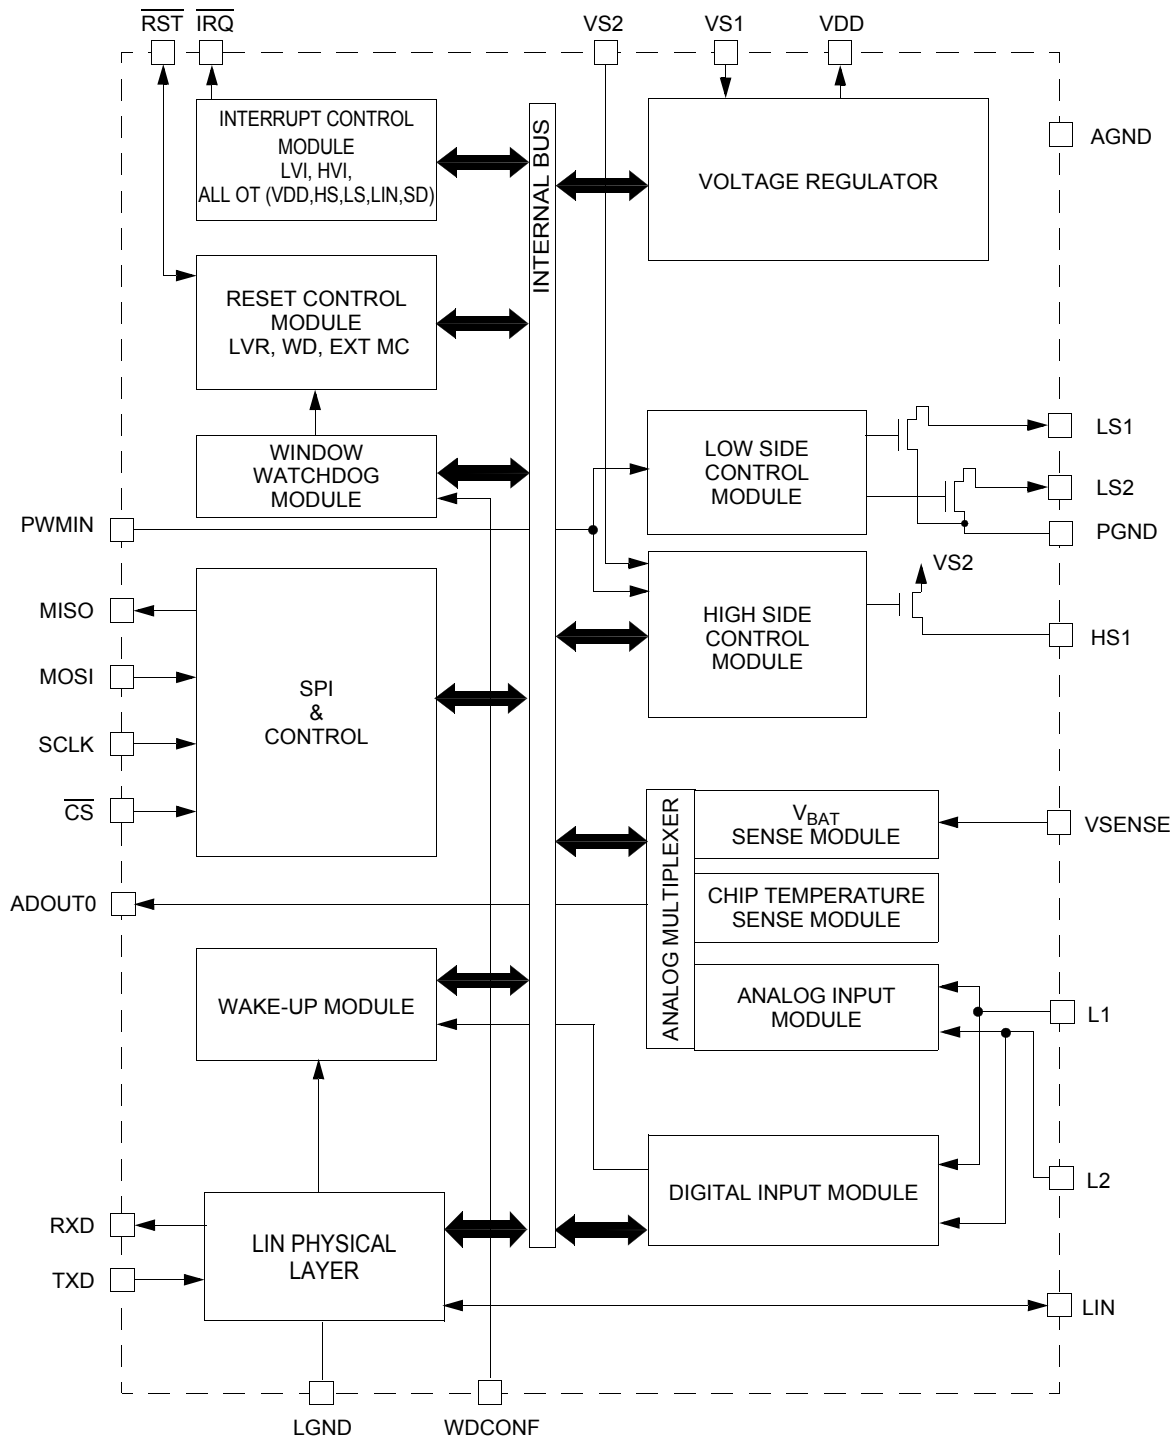 RST IRQ VS2 VS1 VDD
INTERRUPT CONTROL
MODULE
LVI, HVI,
ALL OT (VDD,HS,LS,LIN,SD)
INTERNAL BUS
VOLTAGE REGULATOR
AGND
RESET CONTROL
MODULE
LVR, WD, EXT MC
WINDOW
WATCHDOG
MODULE
LOW SIDE
CONTROL
MODULE
LS1
LS2
PGND
PWMIN
VS2
HIGH SIDE
CONTROL
MODULE
HS1
MISO
MOSI
SCLK
CS
SPI
&
CONTROL
ANALOG MULTIPLEXER
VBAT
SENSE MODULE
VSENSE
CHIP TEMPERATURE
SENSE MODULE
ADOUT0
WAKE-UP MODULE
ANALOG INPUT
MODULE
L1
DIGITAL INPUT MODULE
L2
RXD
TXD
LIN PHYSICAL
LAYER
LIN
LGND WDCONF